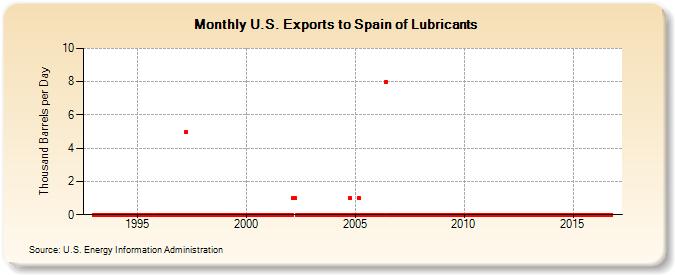 Monthly U.S. Exports to Spain of Lubricants
Thousand Barrels per Day
10
8
6
4
2
0
1995 2000 2005 2010 2015
Source: U.S. Energy Information Administration